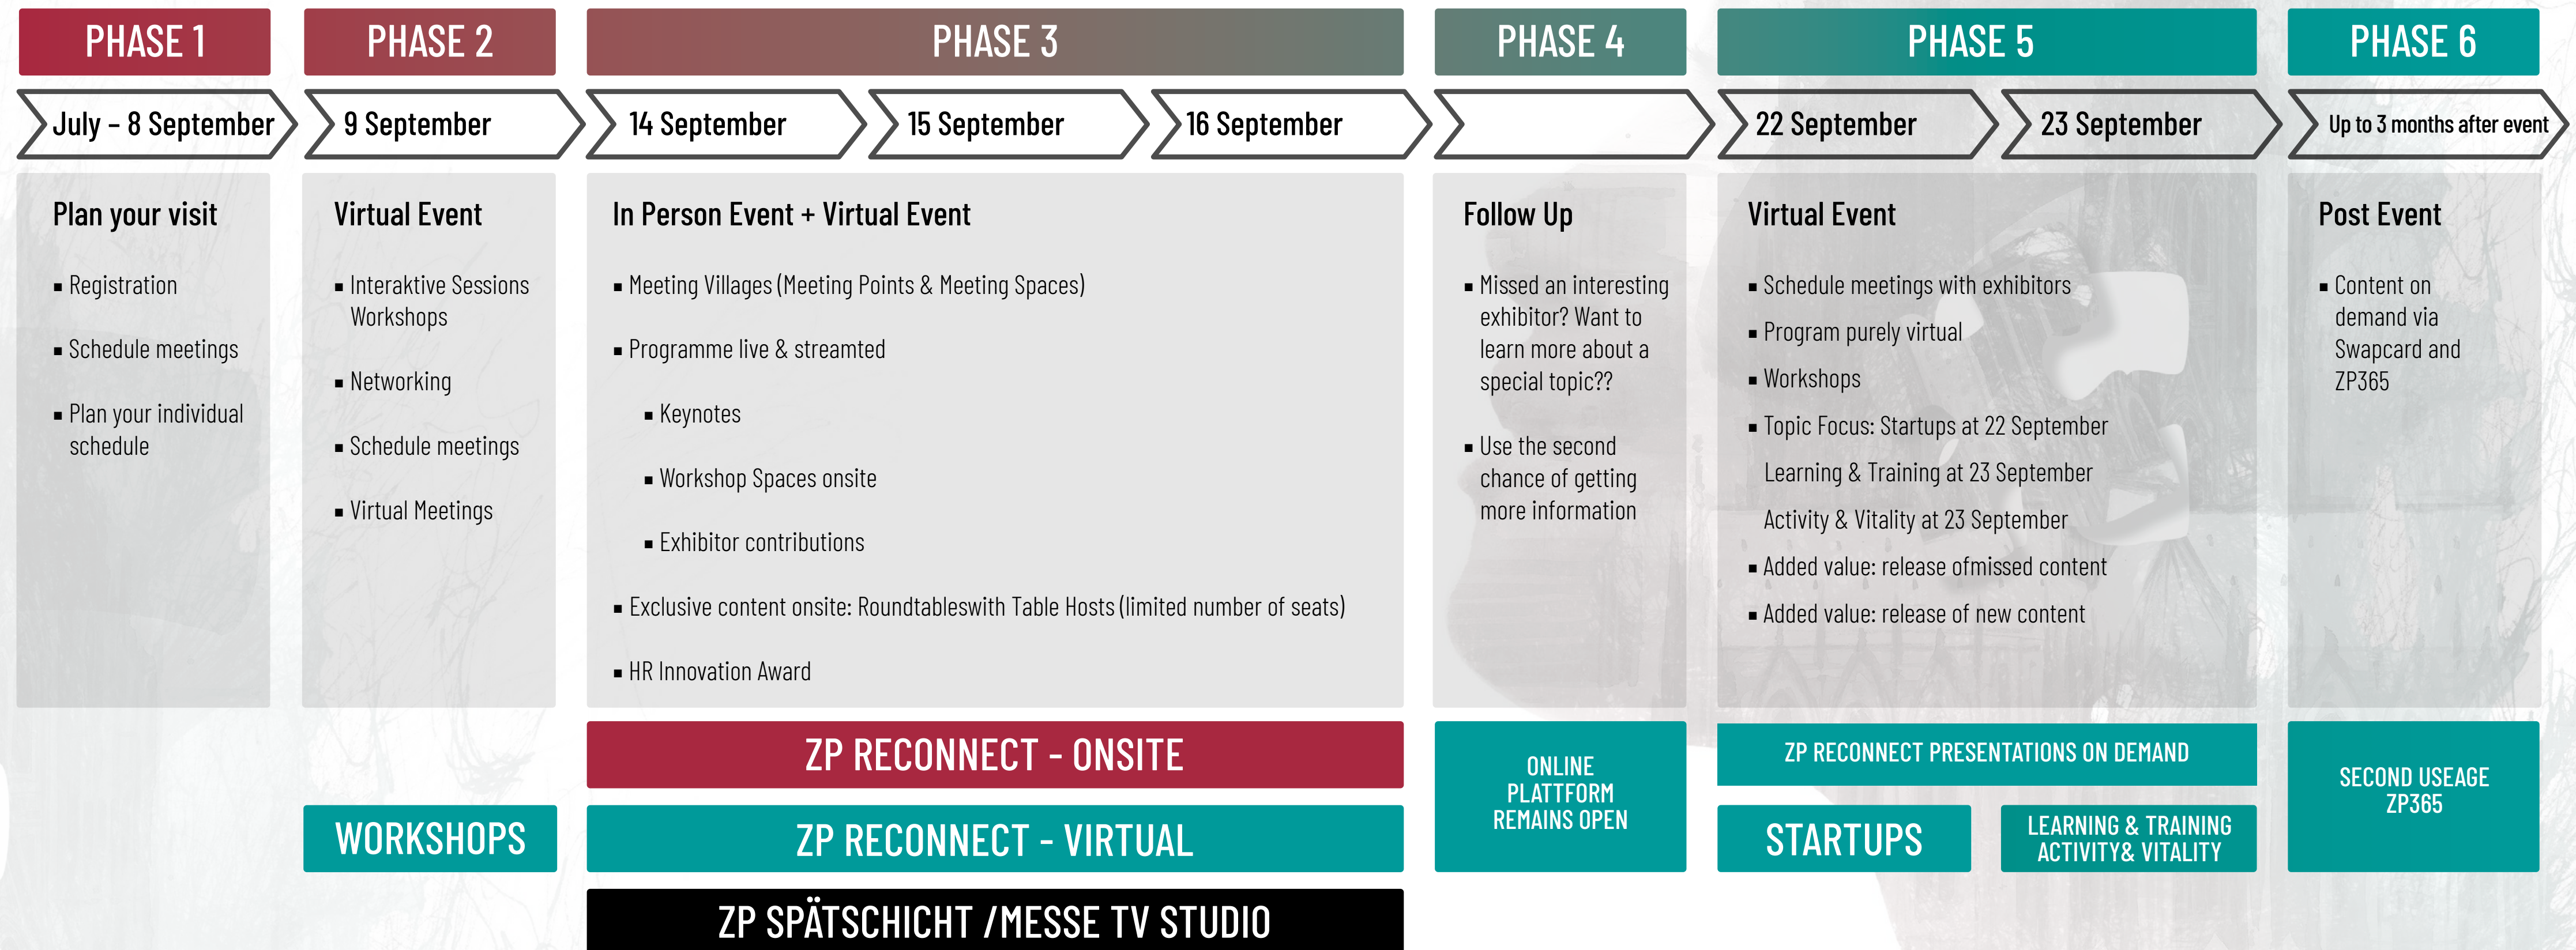 PHASE 1
PHASE 2
PHASE 3
PHASE 4
PHASE 5
PHASE 6
July – 8 September
9 September
14 September
15 September
16 September
22 September
23 September
Up to 3 months after event
Plan your visit
▪ Registration
▪ Schedule meetings
▪ Plan your individual
schedule
Virtual Event
▪ Interaktive Sessions
Workshops
▪ Networking
▪ Schedule meetings
▪ Virtual Meetings
WORKSHOPS
In Person Event + Virtual Event
▪ Meeting Villages (Meeting Points & Meeting Spaces)
▪ Programme live & streamted
▪ Keynotes
▪ Workshop Spaces onsite
▪ Exhibitor contributions
▪ Exclusive content onsite: Roundtableswith Table Hosts (limited number of seats)
▪ HR Innovation Award
ZP RECONNECT - ONSITE
ZP RECONNECT - VIRTUAL
ZP SPÄTSCHICHT /MESSE TV STUDIO
Follow Up
▪ Missed an interesting
exhibitor? Want to
learn more about a
special topic??
▪ Use the second
chance of getting
more information
ONLINE
PLATTFORM
REMAINS OPEN
Virtual Event
▪ Schedule meetings with exhibitors
▪ Program purely virtual
▪ Workshops
▪ Topic Focus: Startups at 22 September
Learning & Training at 23 September
Activity & Vitality at 23 September
▪ Added value: release ofmissed content
▪ Added value: release of new content
ZP RECONNECT PRESENTATIONS ON DEMAND
STARTUPS
LEARNING & TRAINING
ACTIVITY& VITALITY
Post Event
▪ Content on
demand via
Swapcard and
ZP365
SECOND USEAGE
ZP365